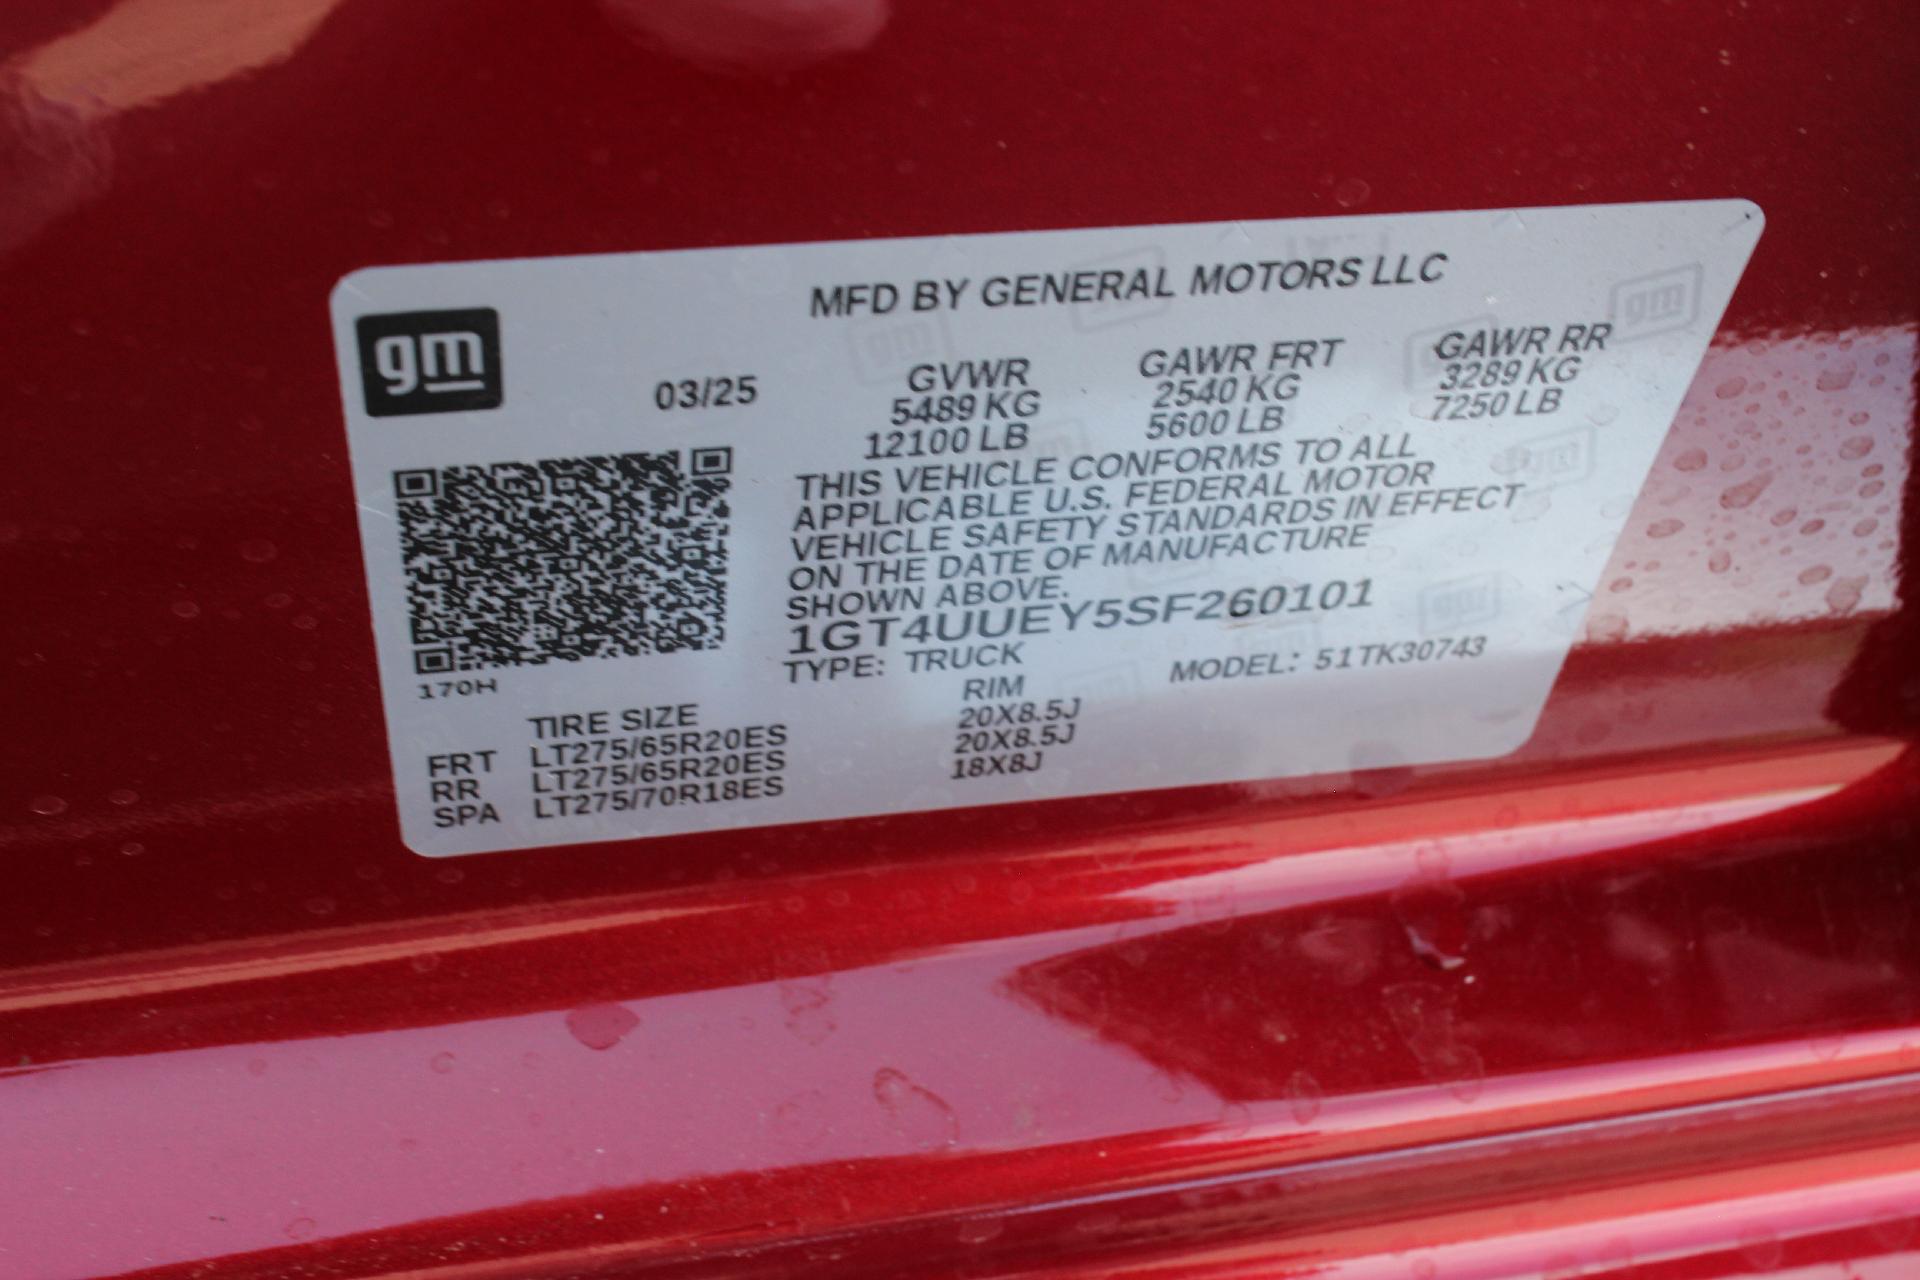 MFD BY GENERAL MOTORS LLC
gm
03/25
GVWR GAWR FRT GAWR RR
5489 KG 2540 KG 3289 KG
12100 LB 5600 LB 7250 LB
THIS VEHICLE CONFORMS TO ALL
APPLICABLE U.S. FEDERAL MOTOR
VEHICLE SAFETY STANDARDS IN EFFECT
ON THE DATE OF MANUFACTURE
SHOWN ABOVE.
1GT4UUEY5SF260101
TYPE: TRUCK MODEL: 51TK30743
170H
TIRE SIZE RIM
FRT LT275/65R20ES 20X8.5J
RR LT275/65R20ES 20X8.5J
SPA LT275/70R18ES 18X8J